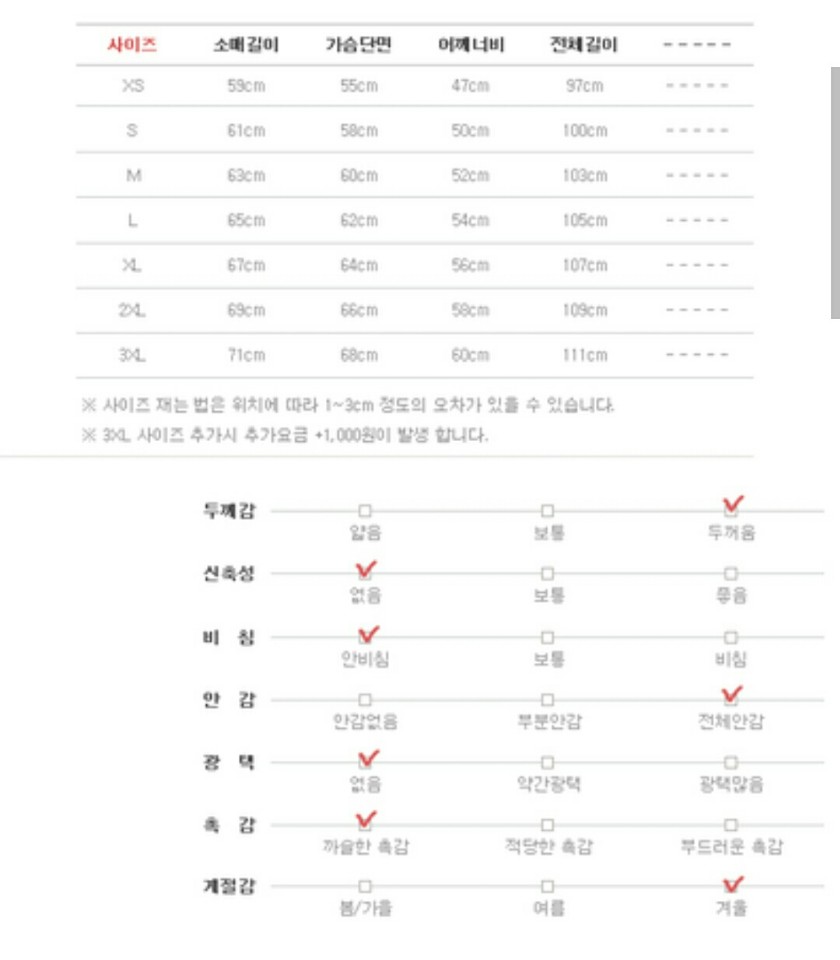 사이즈 소매길이 가슴단면 어깨너비 전체길이 -----
XS 59cm 55cm 47cm 97cm -----
S 61cm 58cm 50cm 100cm -----
M 63cm 60cm 52cm 103cm -----
L 65cm 62cm 54cm 105cm -----
XL 67cm 64cm 56cm 107cm -----
2XL 69cm 66cm 58cm 109cm -----
3XL 71cm 68cm 60cm 111cm -----
※ 사이즈 재는 법은 위치에 따라 1~3cm 정도의 오차가 있을 수 있습니다.
※ 3XL 사이즈 추가시 추가요금 +1,000원이 발생 합니다.
두께감
얇음 보통 두꺼움
신축성
없음 보통 좋음
비 침
안비침 보통 비침
안 감
안감없음 부분안감 전체안감
광 택
없음 약간광택 광택많음
촉 감
까슬한 촉감 적당한 촉감 부드러운 촉감
계절감
봄/가을 여름 겨울